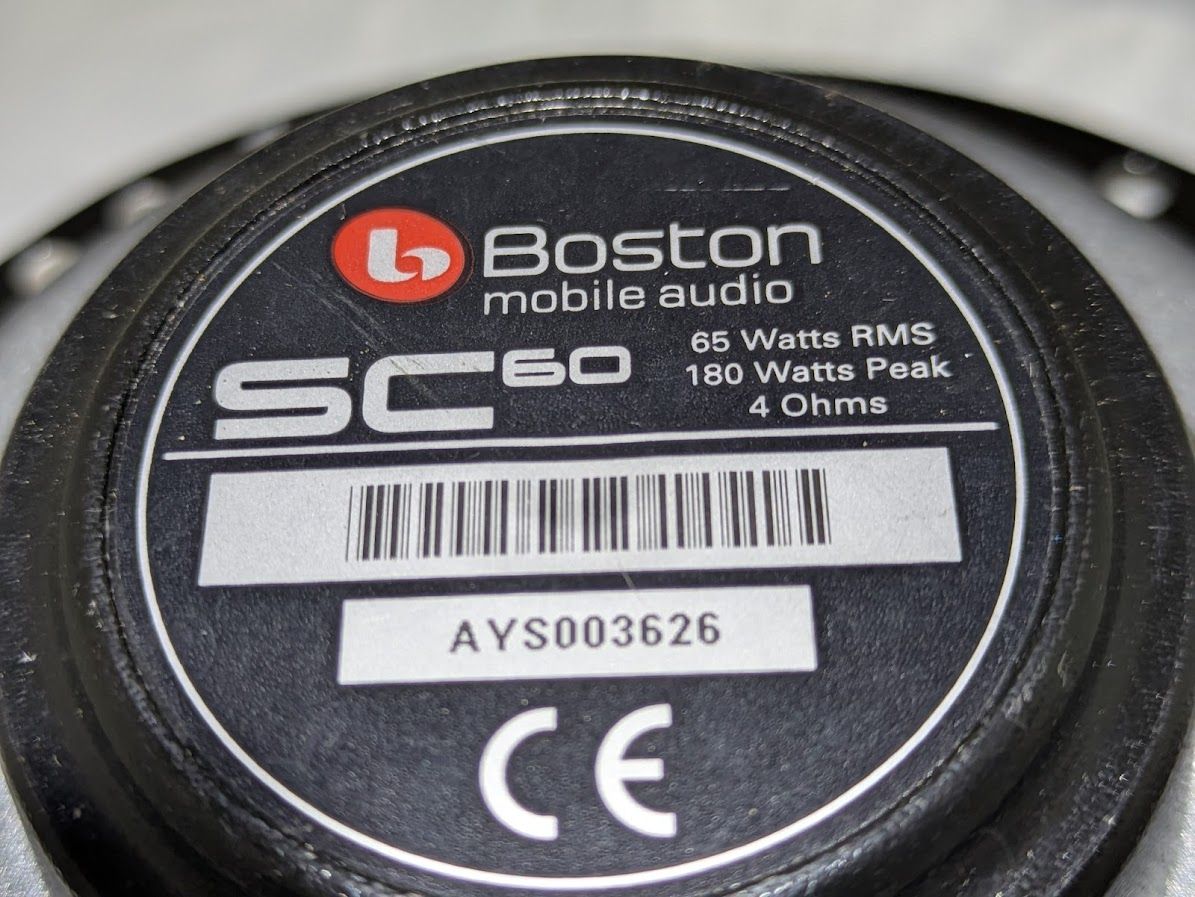 b Boston
mobile audio
SC60
65 Watts RMS
180 Watts Peak
4 Ohms
AYS003626
CE